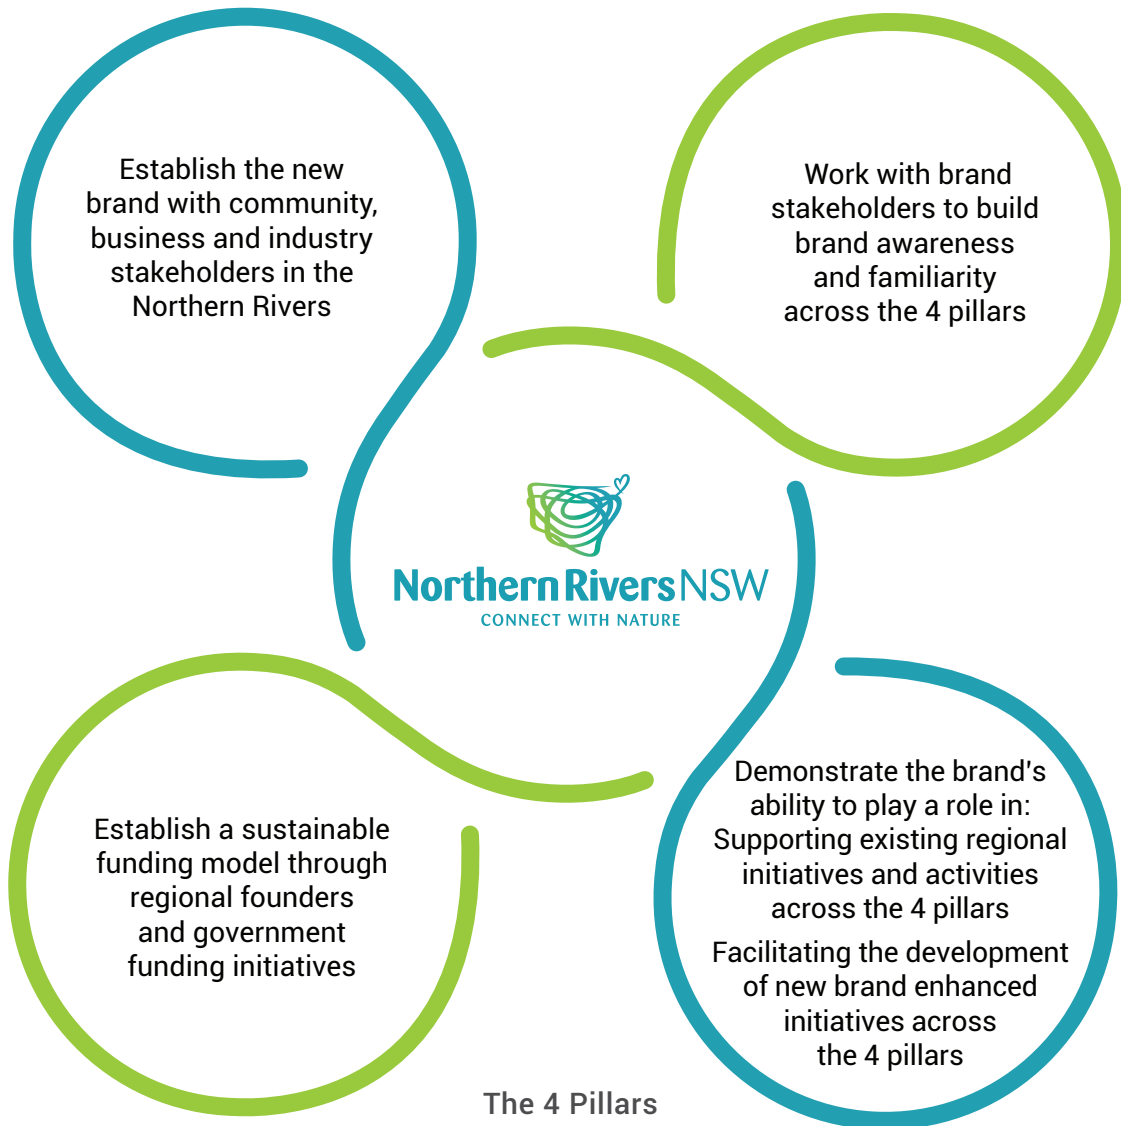 Establish the new
brand with community,
business and industry
stakeholders in the
Northern Rivers
Work with brand
stakeholders to build
brand awareness
and familiarity
across the 4 pillars
Northern Rivers NSW
CONNECT WITH NATURE
Establish a sustainable
funding model through
regional founders
and government
funding initiatives
Demonstrate the brand's
ability to play a role in:
Supporting existing regional
initiatives and activities
across the 4 pillars
Facilitating the development
of new brand enhanced
initiatives across
the 4 pillars
The 4 Pillars